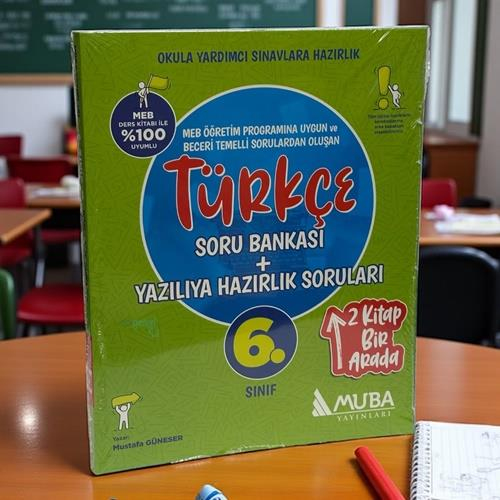 OKULA YARDIMCI SINAVLARA HAZIRLIK
MEB
DERS KİTABI İLE
%100
UYUMLU
MEB ÖĞRETİM PROGRAMINA UYGUN ve
BECERİ TEMELLİ SORULARDAN OLUŞAN
TÜRKÇE
SORU BANKASI
+
YAZILIYA HAZIRLIK SORULARI
6.
SINIF
2 Kitap
Bir
Arada
MUBA
YAYINLARI
Yazar:
Mustafa GÜNESER